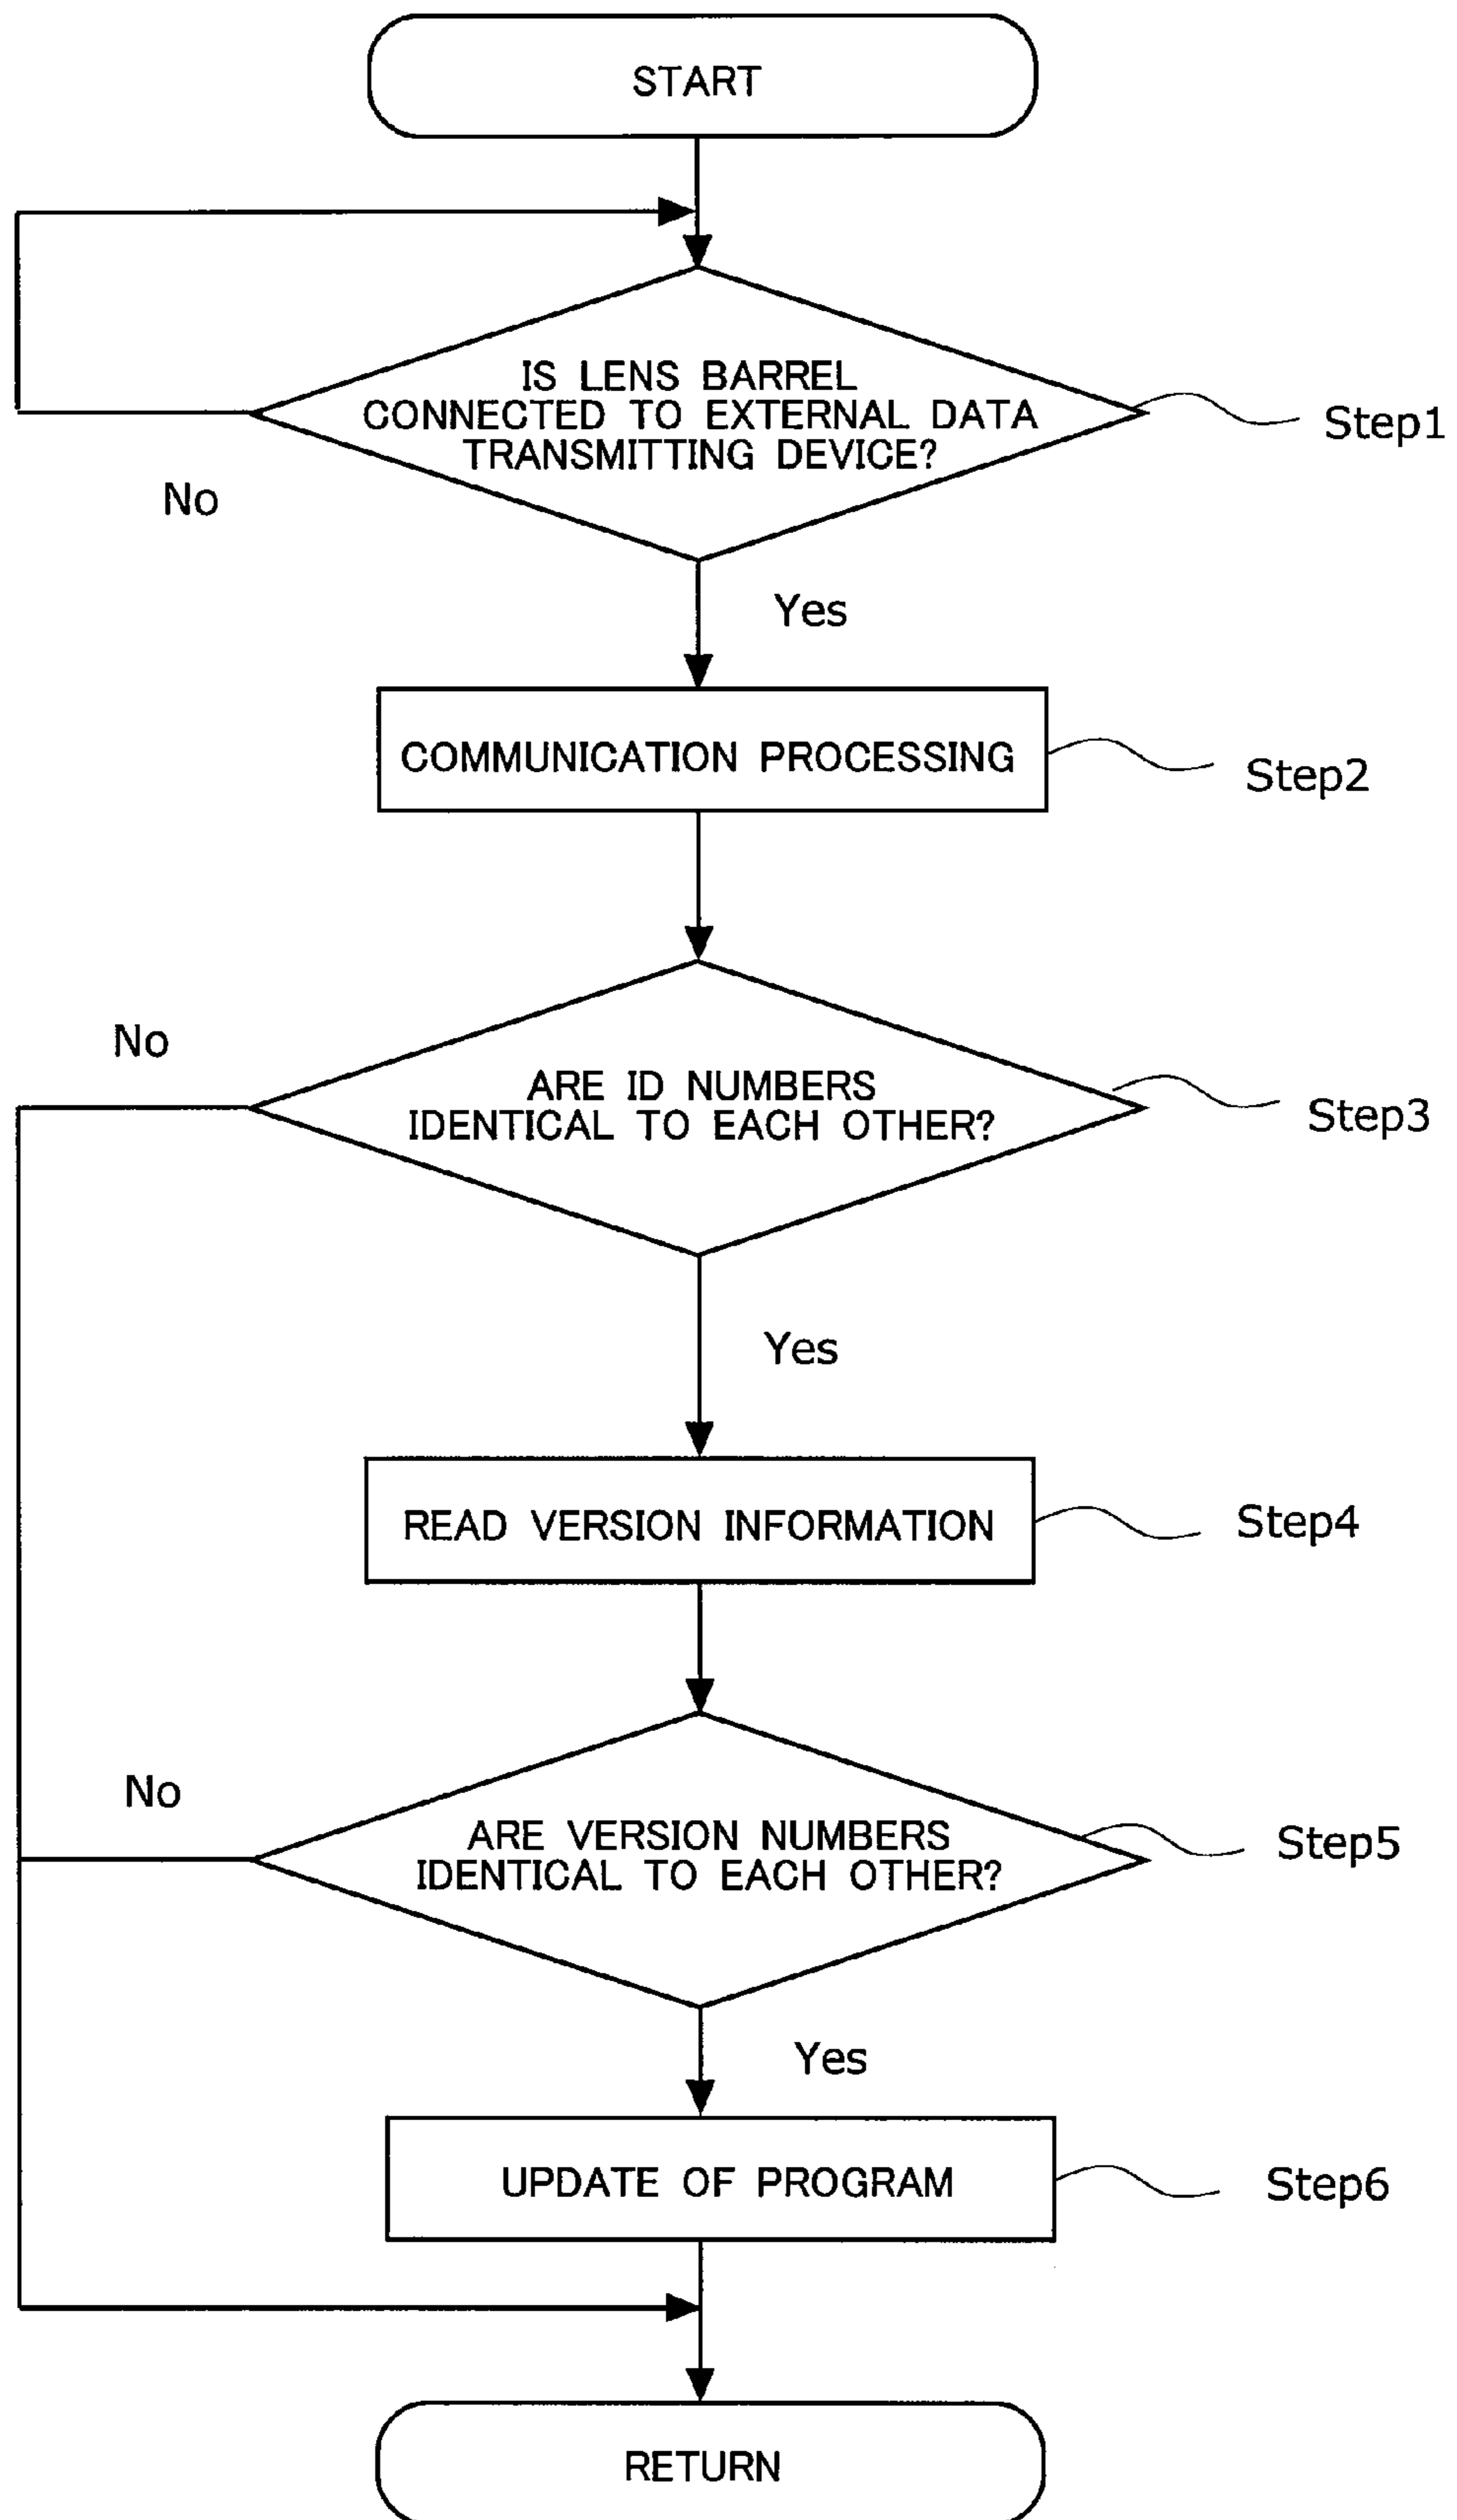 START
IS LENS BARREL
CONNECTED TO EXTERNAL DATA
TRANSMITTING DEVICE?
Step1
No
Yes
COMMUNICATION PROCESSING
Step2
No
ARE ID NUMBERS
IDENTICAL TO EACH OTHER?
Step3
Yes
READ VERSION INFORMATION
Step4
No
ARE VERSION NUMBERS
IDENTICAL TO EACH OTHER?
Step5
Yes
UPDATE OF PROGRAM
Step6
RETURN